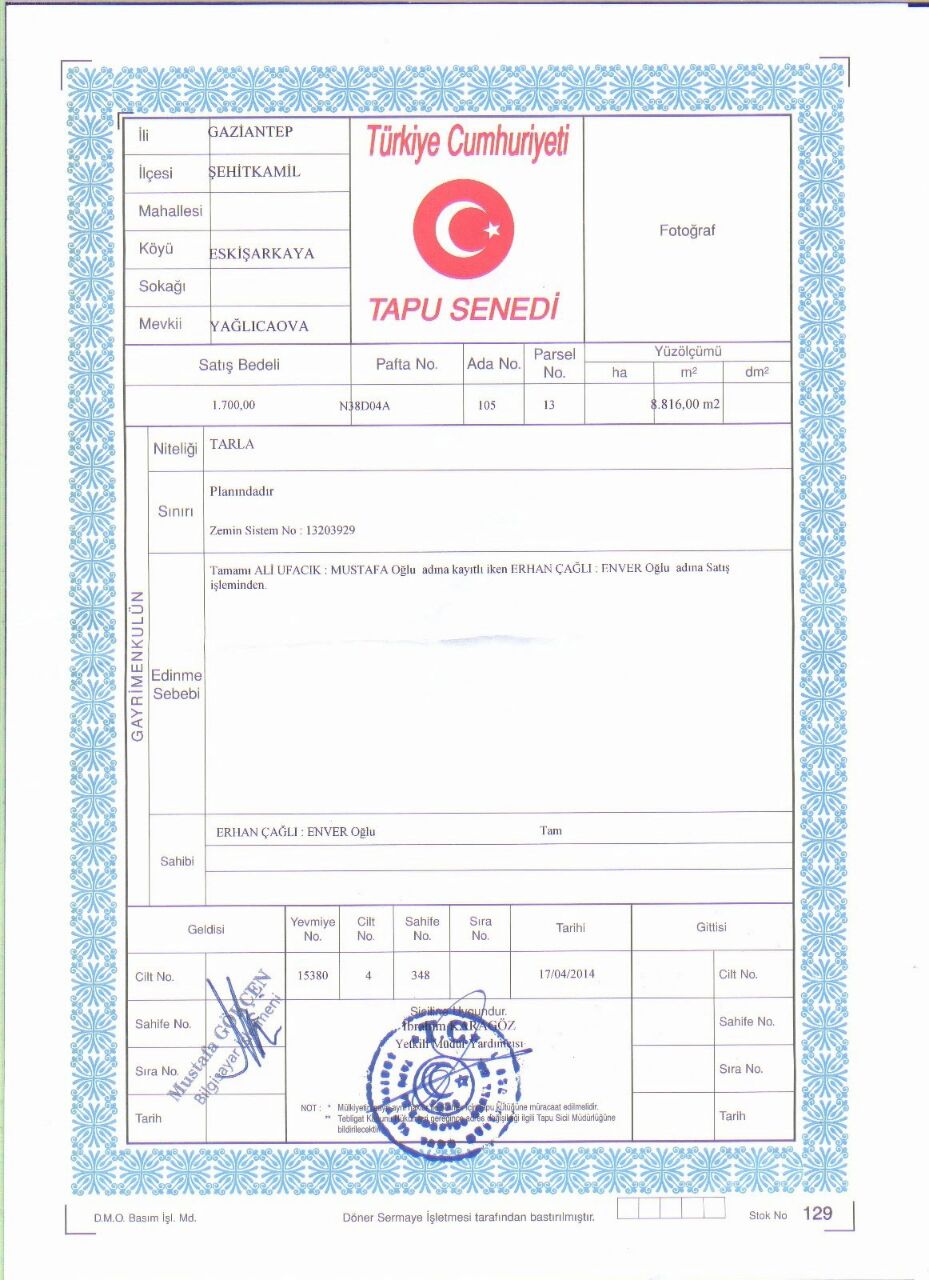 İli GAZİANTEP
İlçesi ŞEHİTKAMİL
Mahallesi
Köyü ESKİŞARKAYA
Sokağı
Mevkii YAĞLICAOVA
Türkiye Cumhuriyeti
TAPU SENEDİ
Fotoğraf
Satış Bedeli Pafta No. Ada No. Parsel No. Yüzölçümü
ha m² dm²
1.700,00 N38D04A 105 13 8.816,00 m2
GAYRİMENKULÜN
Niteliği TARLA
Sınırı
Planındadır
Zemin Sistem No : 13203929
Edinme Sebebi
Tamamı ALİ UFACIK : MUSTAFA Oğlu adına kayıtlı iken ERHAN ÇAĞLI : ENVER Oğlu adına Satış
işleminden.
Sahibi
ERHAN ÇAĞLI : ENVER Oğlu Tam
Geldisi Yevmiye No. Cilt No. Sahife No. Sıra No. Tarihi Gittisi
Cilt No. 15380 4 348 17/04/2014 Cilt No.
Sahife No. Sahife No.
Sıra No. Sıra No.
Tarih Tarih
Mustafa GÖKÇEN
Bilgisayar İşletmeni
Siciline Uygundur.
İbrahim KARAGÖZ
Yetkili Müdür Yardımcısı
T.C.
NOT : * Mülkiyetin kütüğüne müracaat edilmelidir.
** Tebligat Kanunu gereğince adres değişikliği ilgili Tapu Sicil Müdürlüğüne
bildirilecektir.
D.M.O. Basım İşl. Md. Döner Sermaye İşletmesi tarafından bastırılmıştır. Stok No 129